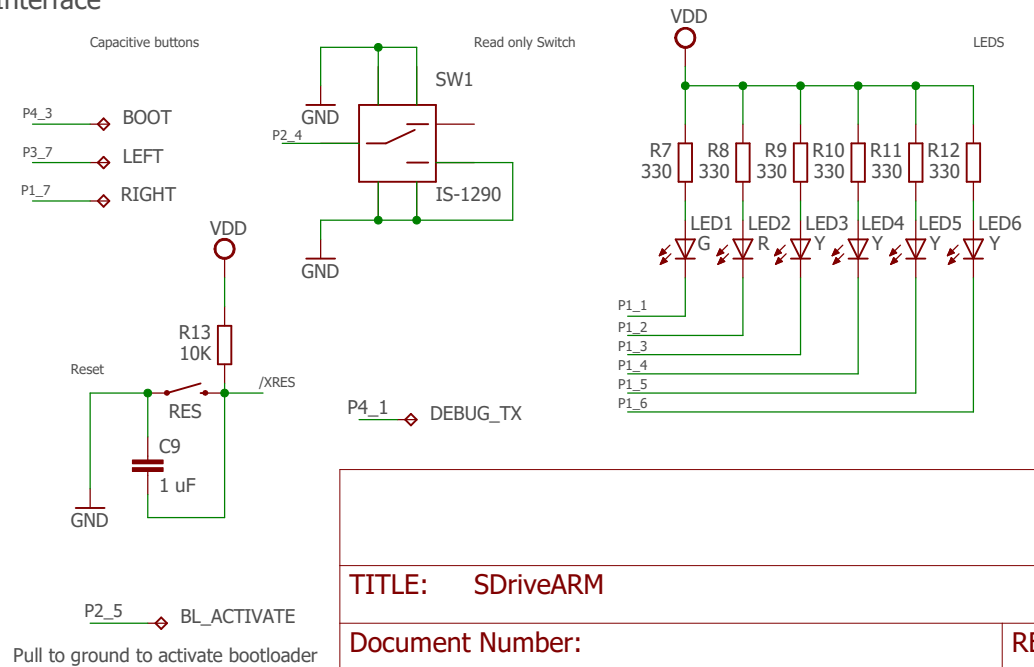 Interface
Capacitive buttons
Read only Switch
LEDS
VDD
SW1
GND
P4_3 BOOT
P2_4
P3_7 LEFT
P1_7 RIGHT
IS-1290
GND
R7 R8 R9 R10 R11 R12
330 330 330 330 330 330
LED1 LED2 LED3 LED4 LED5 LED6
G R Y Y Y Y
P1_1
P1_2
P1_3
P1_4
P1_5
P1_6
VDD
R13
10K
Reset
/XRES
RES
C9
1 uF
GND
P4_1 DEBUG_TX
P2_5 BL_ACTIVATE
Pull to ground to activate bootloader
TITLE: SDriveARM
Document Number: